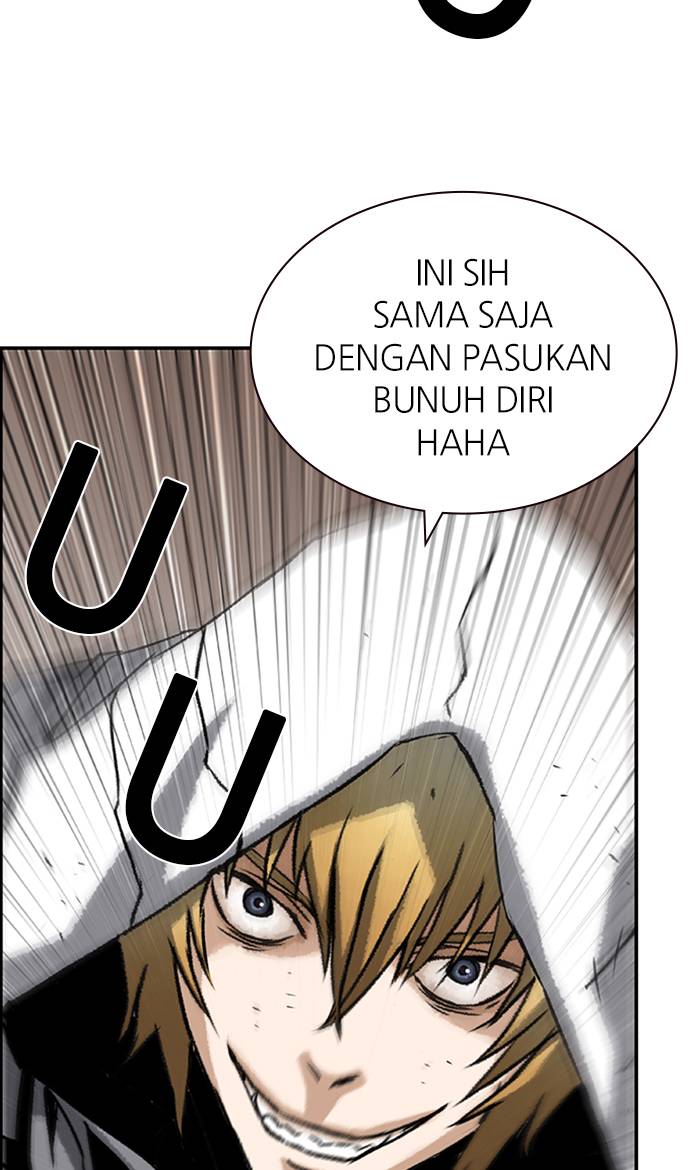 U
INI SIH
SAMA SAJA
DENGAN PASUKAN
BUNUH DIRI
HAHA
U
U